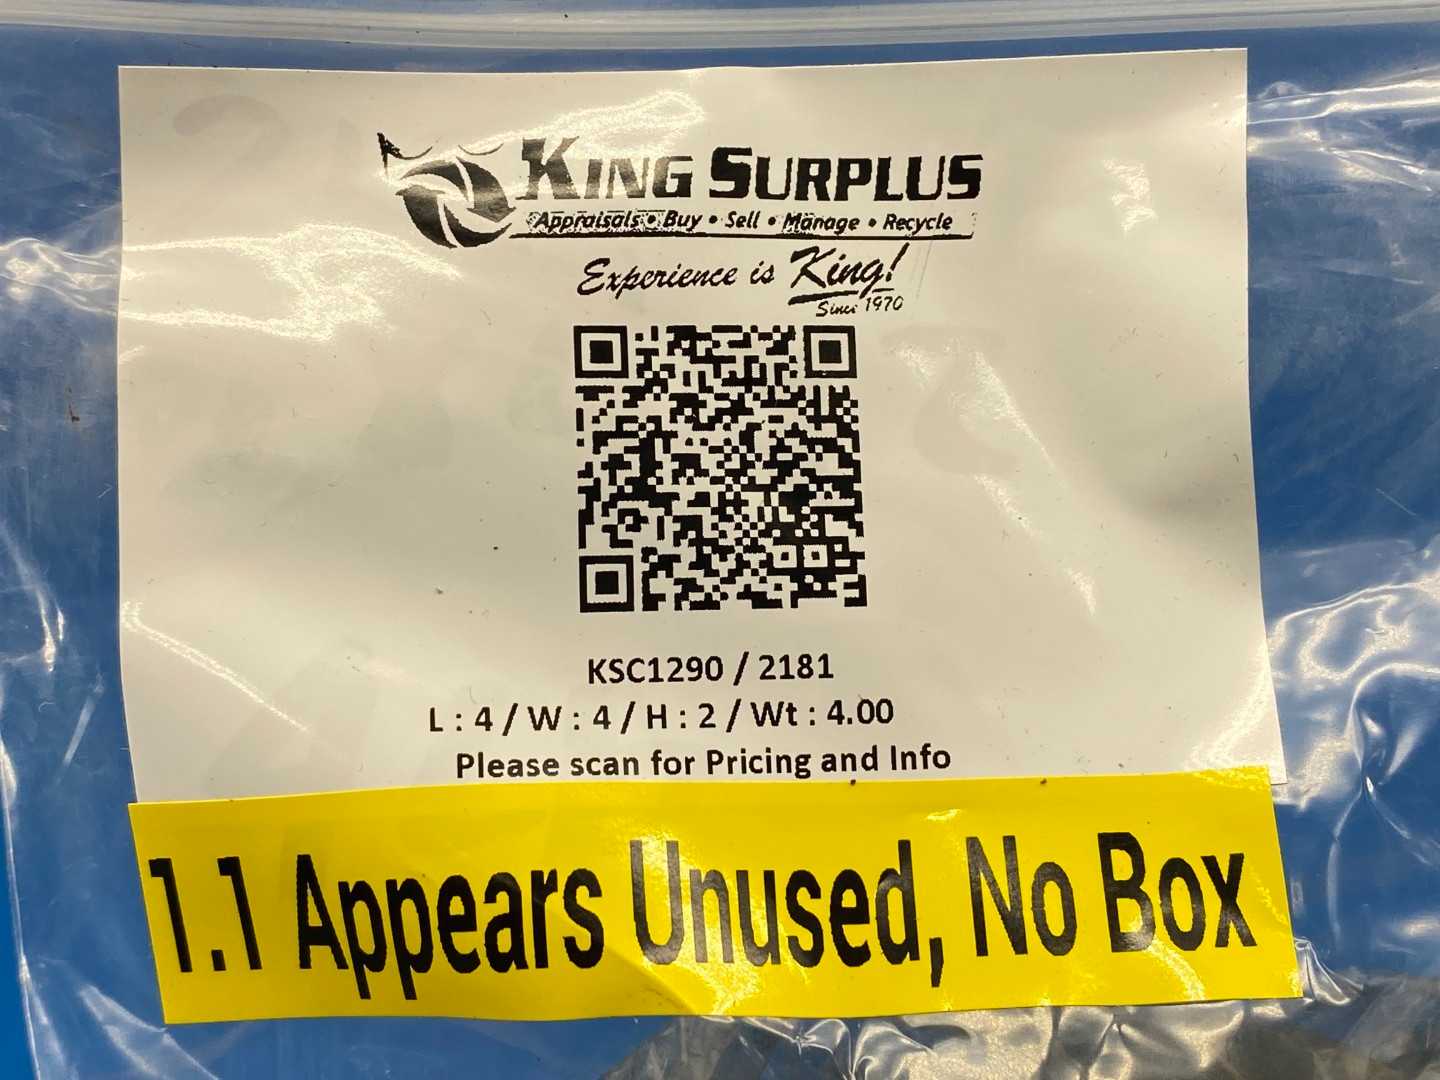 KING SURPLUS
Appraisals • Buy • Sell • Manage • Recycle
Experience is King!
Since 1970
KSC1290 / 2181
L : 4 / W : 4 / H : 2 / Wt : 4.00
Please scan for Pricing and Info
1.1 Appears Unused, No Box